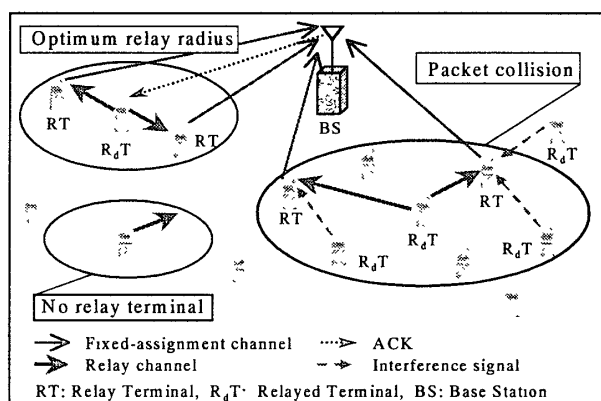 Optimum relay radius
Packet collision
BS
RT
RT
RdT
RdT
RT
RT
RdT
RdT
RdT
No relay terminal
Fixed-assignment channel
ACK
Relay channel
Interference signal
RT: Relay Terminal, RdT· Relayed Terminal, BS: Base Station